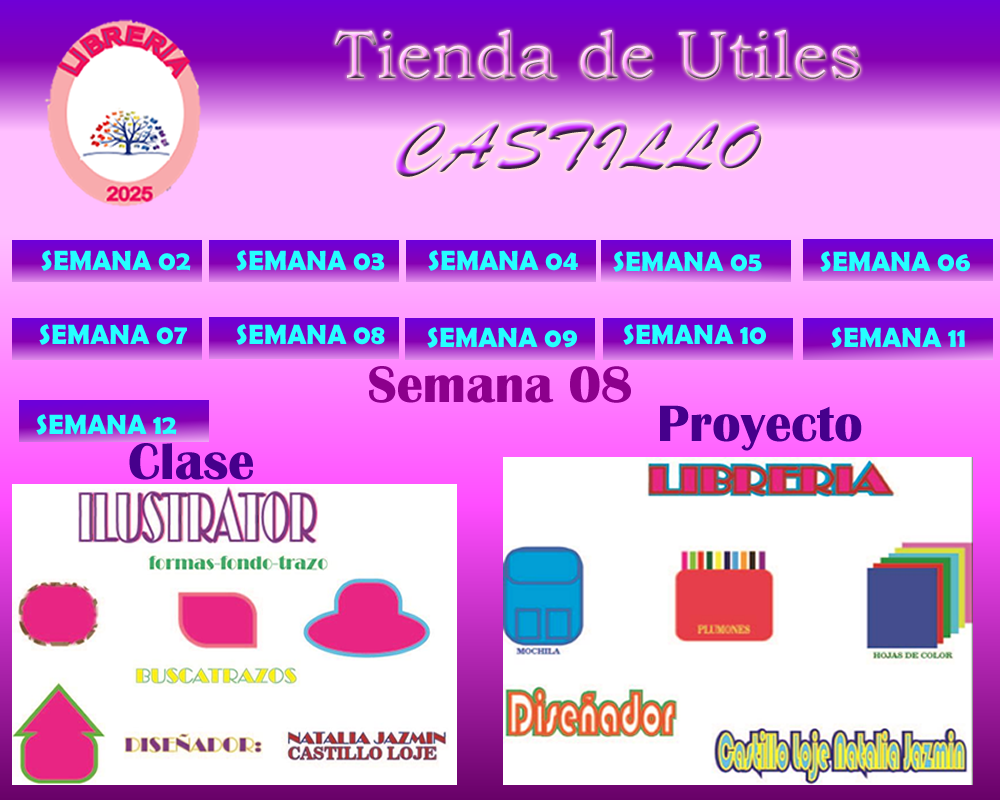 LIBRERIA
2025
Tienda de Utiles
CASTILLO
SEMANA 02
SEMANA 03
SEMANA 04
SEMANA 05
SEMANA 06
SEMANA 07
SEMANA 08
SEMANA 09
SEMANA 10
SEMANA 11
SEMANA 12
Semana 08
Clase
ILUSTRATOR
formas-fondo-trazo
BUSCATRAZOS
DISEÑADOR:
NATALIA JAZMIN
CASTILLO LOJE
Proyecto
LIBRERIA
MOCHILA
PLUMONES
HOJAS DE COLOR
Diseñador
Castillo Loje Natalia Jazmin